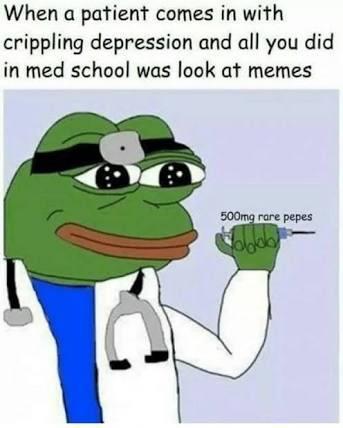 When a patient comes in with
crippling depression and all you did
in med school was look at memes
500mg rare pepes